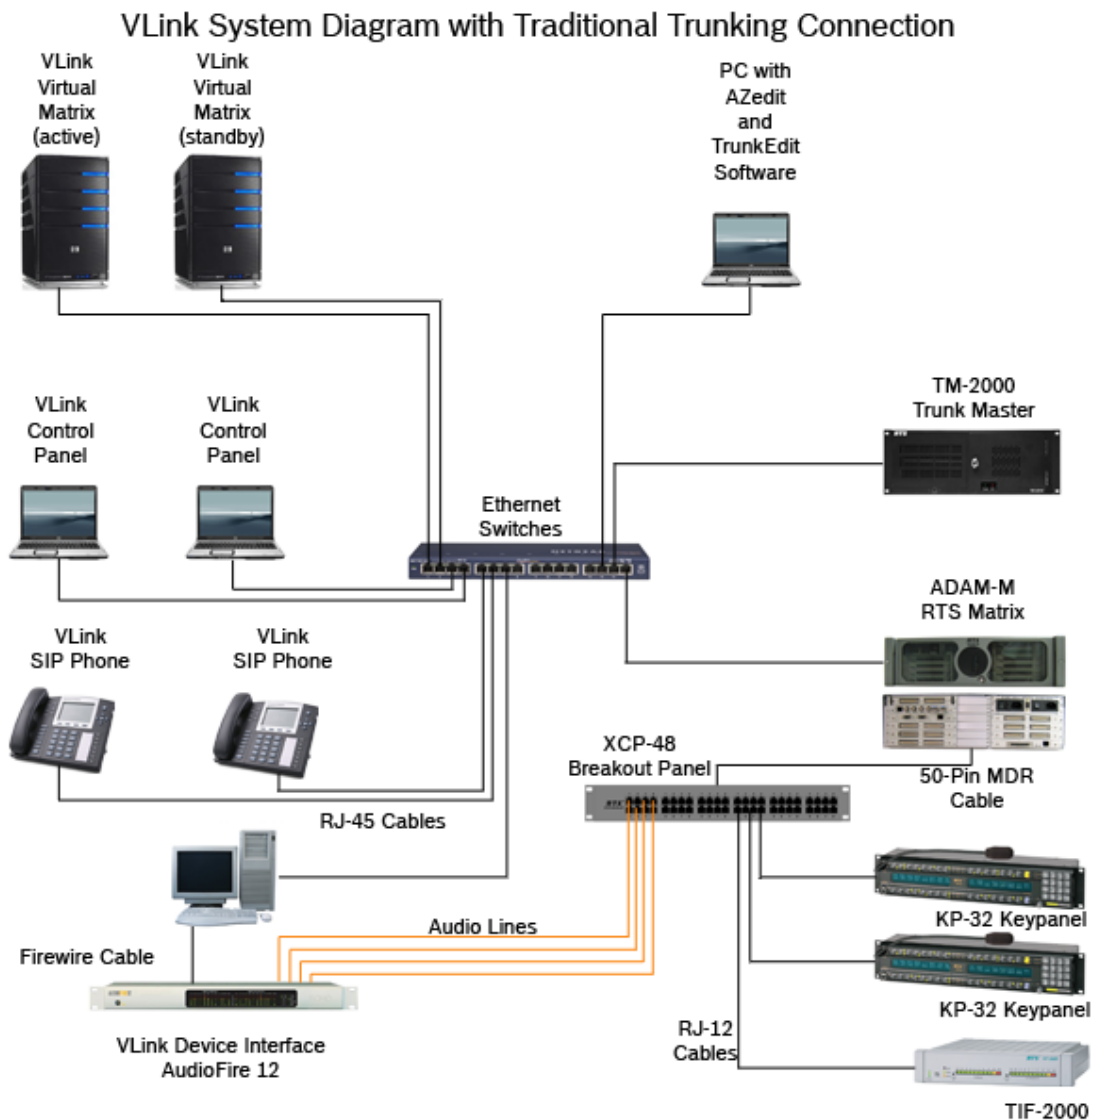 VLink System Diagram with Traditional Trunking Connection
VLink
Virtual
Matrix
(active)
VLink
Virtual
Matrix
(standby)
PC with
AZedit
and
TrunkEdit
Software
TM-2000
Trunk Master
VLink
Control
Panel
VLink
Control
Panel
Ethernet
Switches
ADAM-M
RTS Matrix
VLink
SIP Phone
VLink
SIP Phone
XCP-48
Breakout Panel
50-Pin MDR
Cable
RJ-45 Cables
Audio Lines
KP-32 Keypanel
Firewire Cable
KP-32 Keypanel
VLink Device Interface
AudioFire 12
RJ-12
Cables
TIF-2000